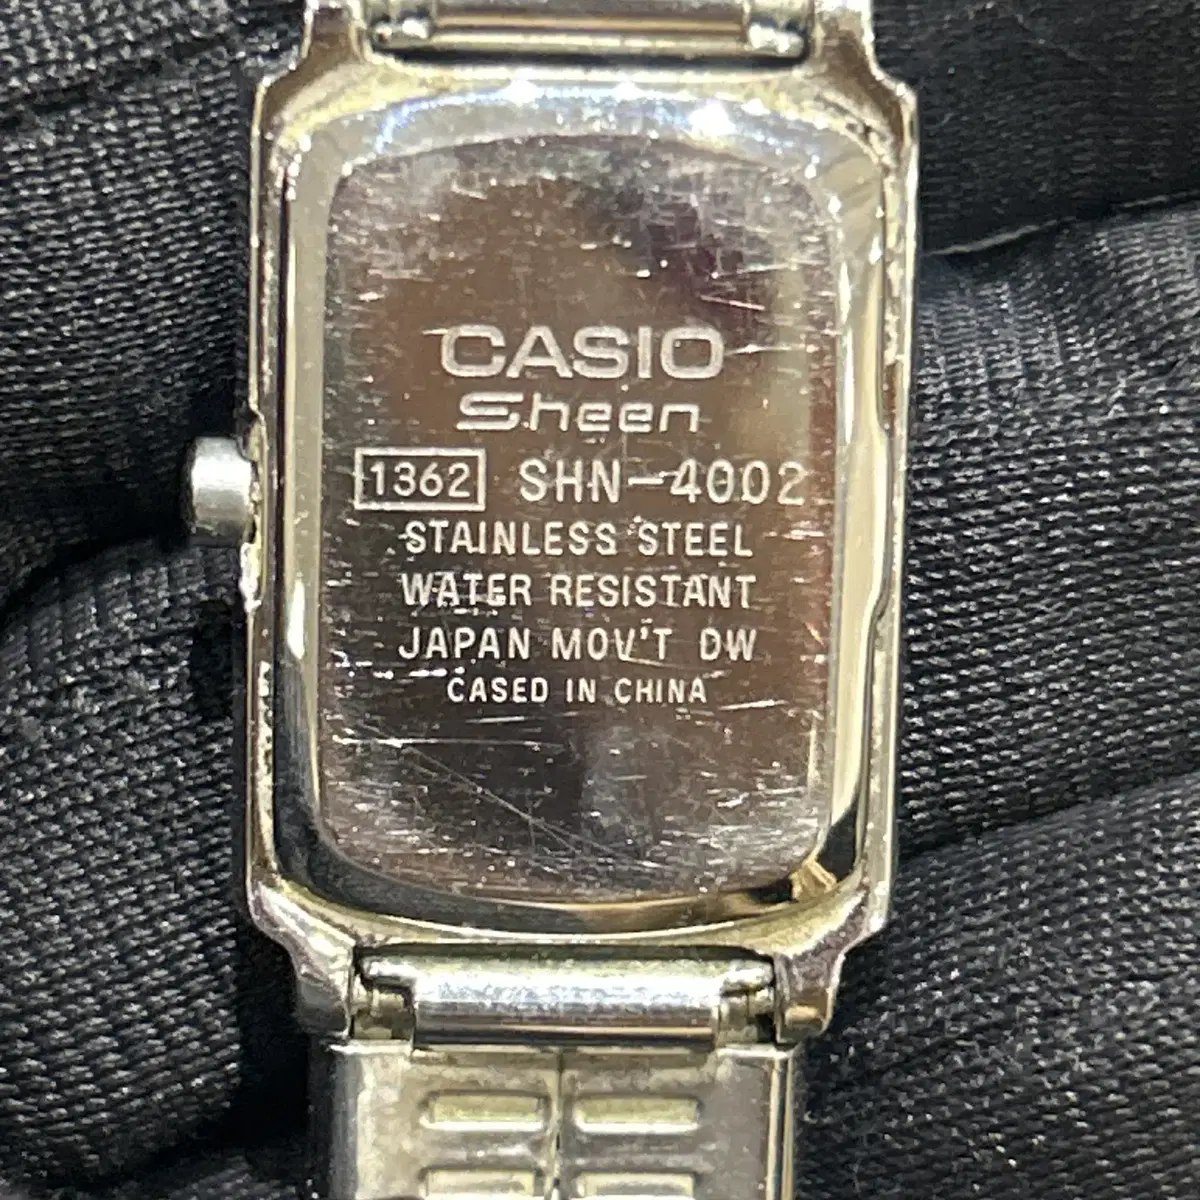 CASIO
Sheen
1362 SHN-4002
STAINLESS STEEL
WATER RESISTANT
JAPAN MOV'T DW
CASED IN CHINA